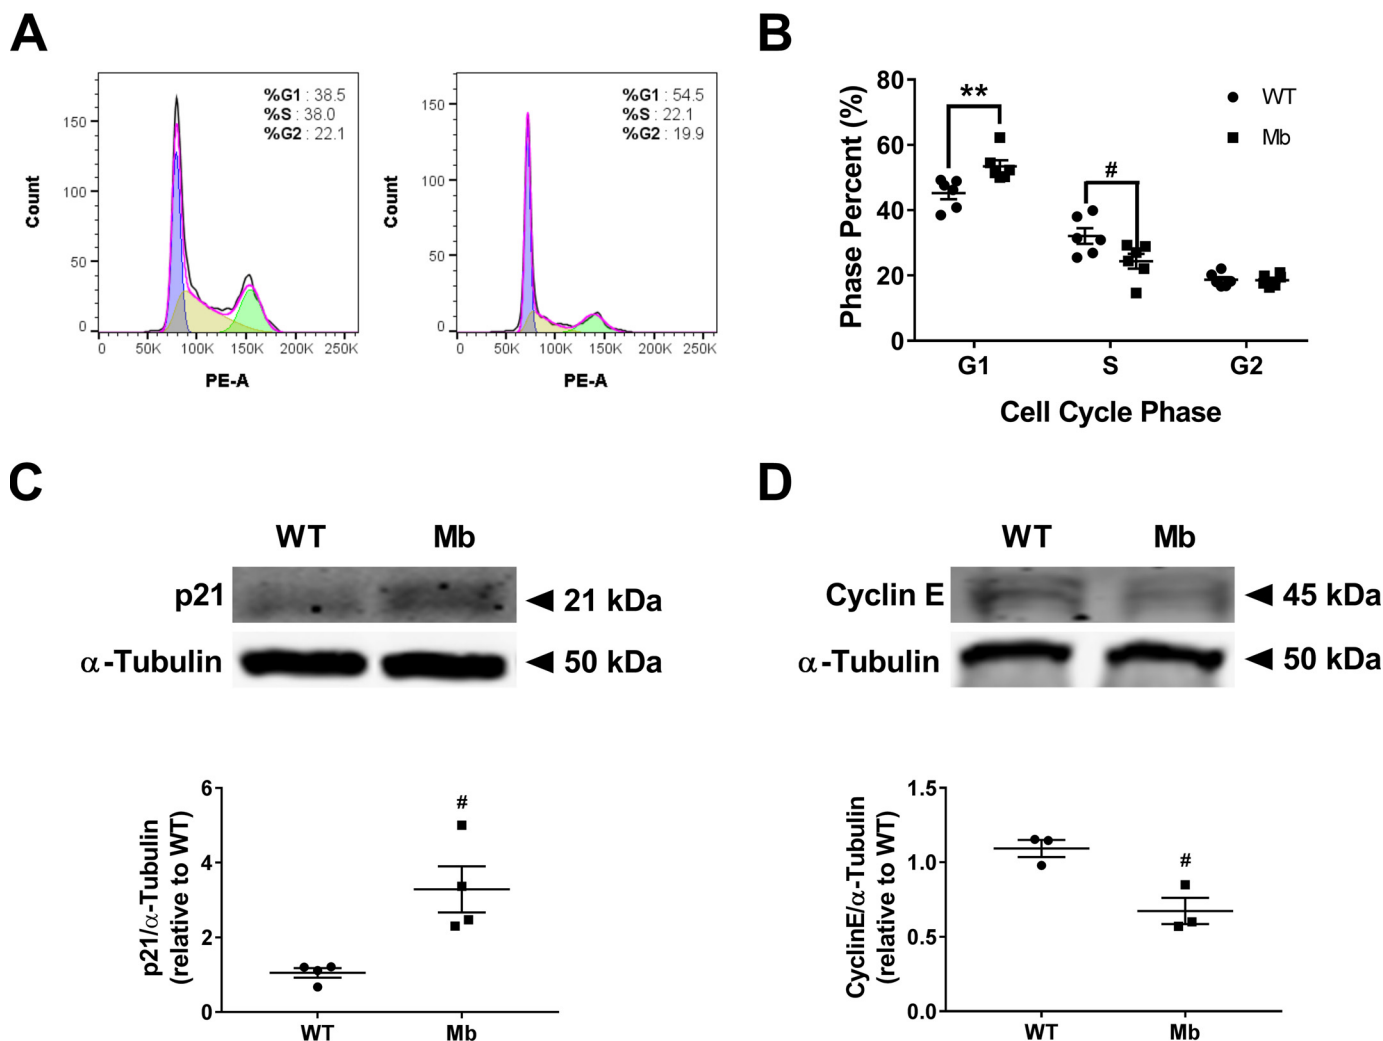 A
B
%G1 : 38.5
%S : 38.0
%G2 : 22.1
Count
150
100
50
0
0 50K 100K 150K 200K 250K
PE-A
%G1 : 54.5
%S : 22.1
%G2 : 19.9
Count
150
100
50
0
0 50K 100K 150K 200K 250K
PE-A
Phase Percent (%)
80
60
40
20
0
**
#
WT
Mb
G1 S G2
Cell Cycle Phase
C
WT Mb
p21 21 kDa
α-Tubulin 50 kDa
p21/α-Tubulin
(relative to WT)
6
4
2
0
#
WT Mb
D
WT Mb
Cyclin E 45 kDa
α-Tubulin 50 kDa
CyclinE/α-Tubulin
(relative to WT)
1.5
1.0
0.5
0.0
#
WT Mb